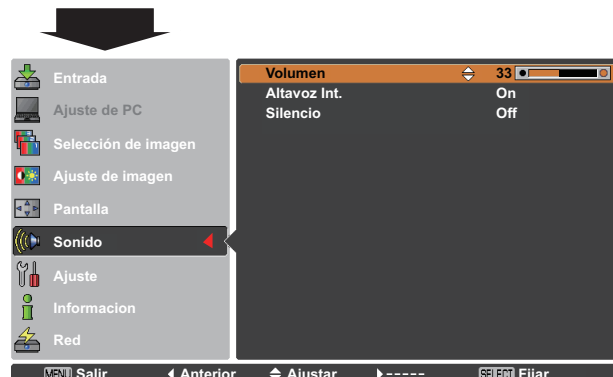 Entrada
Ajuste de PC
Selección de imagen
Ajuste de imagen
Pantalla
Sonido
Ajuste
Informacion
Red
Volumen 33
Altavoz Int. On
Silencio Off
MENU Salir Anterior Ajustar ----- SELECT Fijar